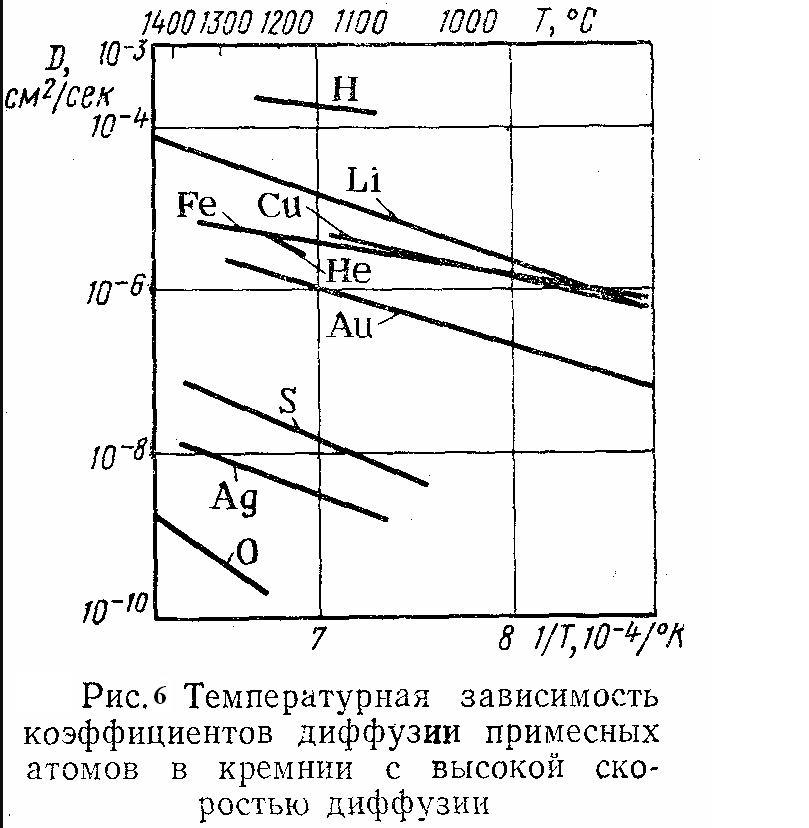 1400 1300 1200 1100 1000 T, °C
D, см²/сек
10⁻³
10⁻⁴
10⁻⁶
10⁻⁸
10⁻¹⁰
H
Li
Fe Cu
He
Au
S
Ag
O
7 8 1/T, 10⁻⁴/°K
Рис.6 Температурная зависимость
коэффициентов диффузии примесных
атомов в кремнии с высокой ско-
ростью диффузии